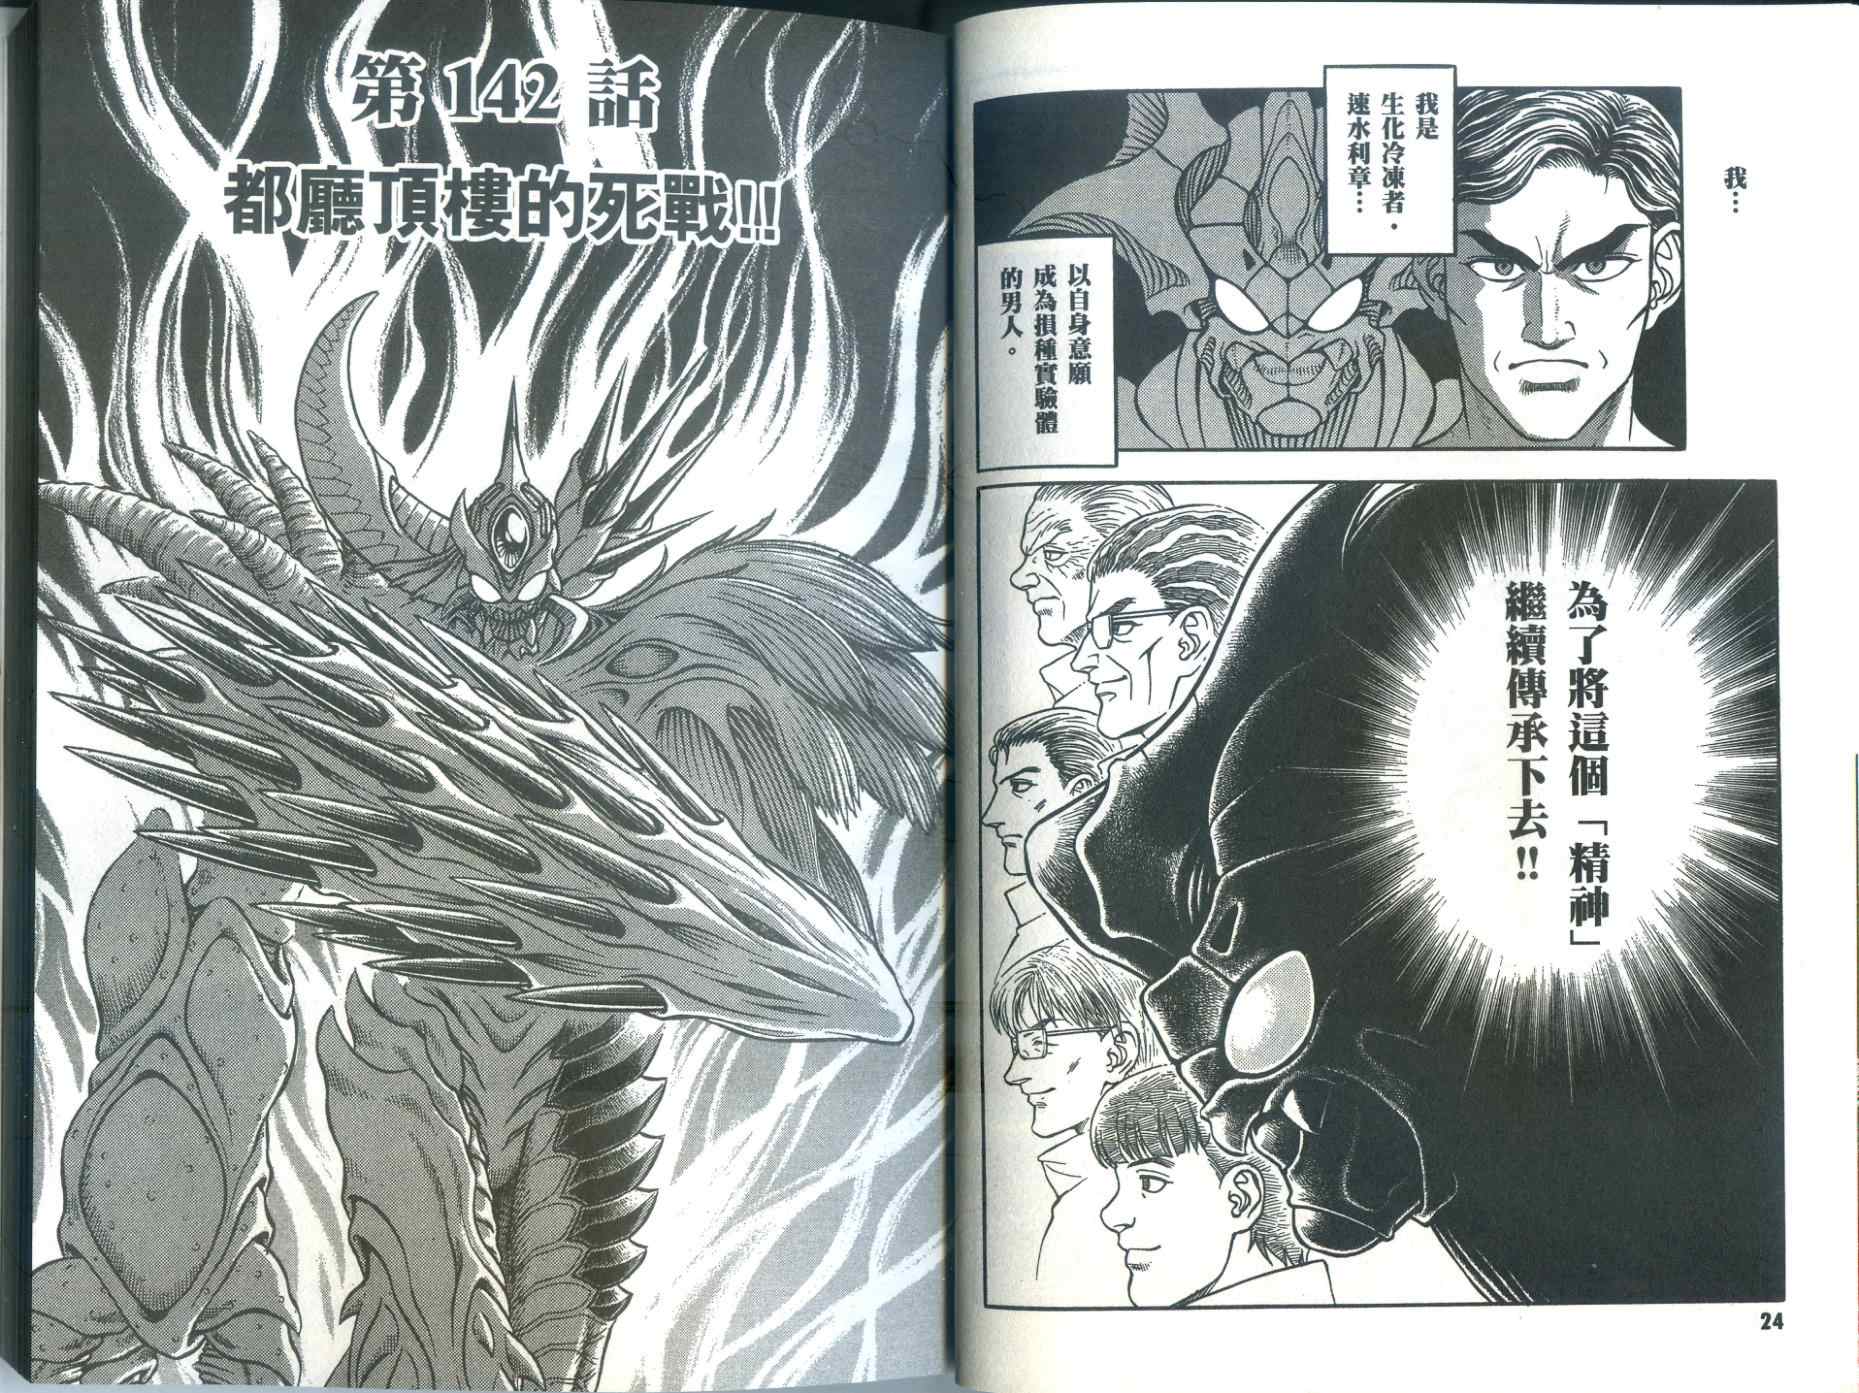 我…
我是
生化冷凍者．
速水利章…
以自身意願
成為損種實驗體
的男人。
為了將這個「精神」
繼續傳承下去!!
24
第142話
都廳頂樓的死戰!!